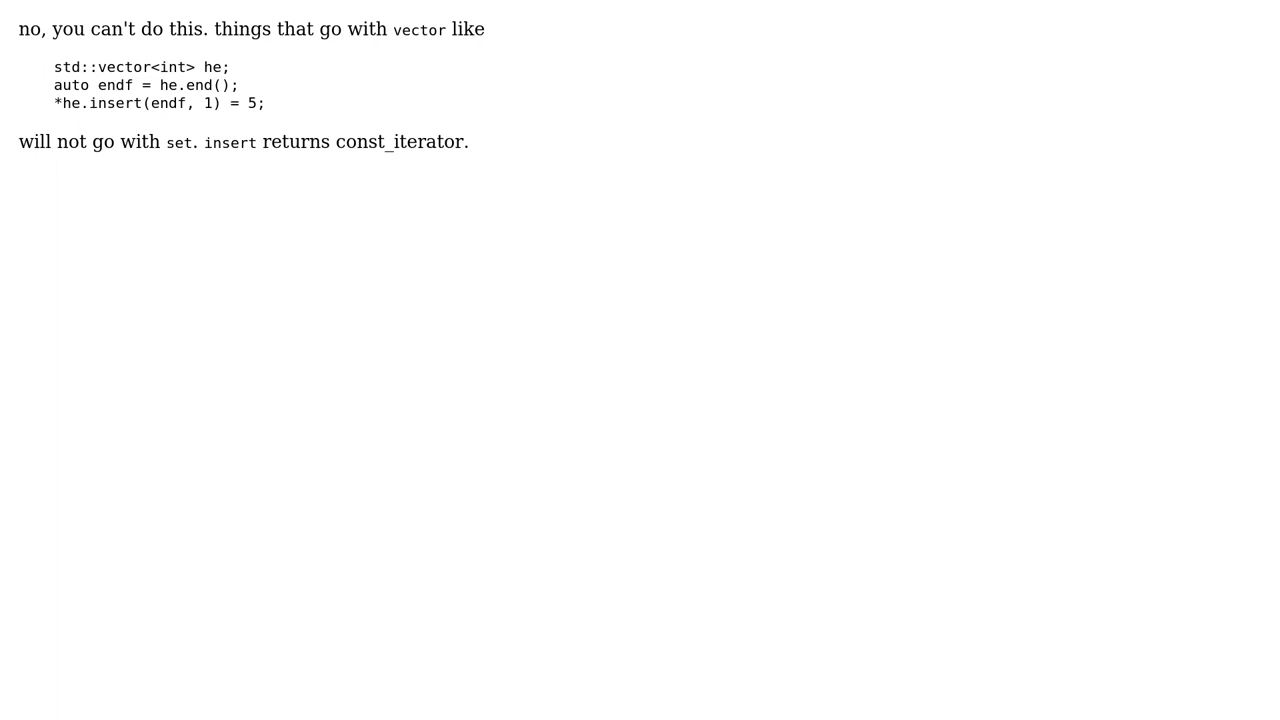 no, you can't do this. things that go with vector like
std::vector<int> he;
auto endf = he.end();
*he.insert(endf, 1) = 5;
will not go with set. insert returns const_iterator.